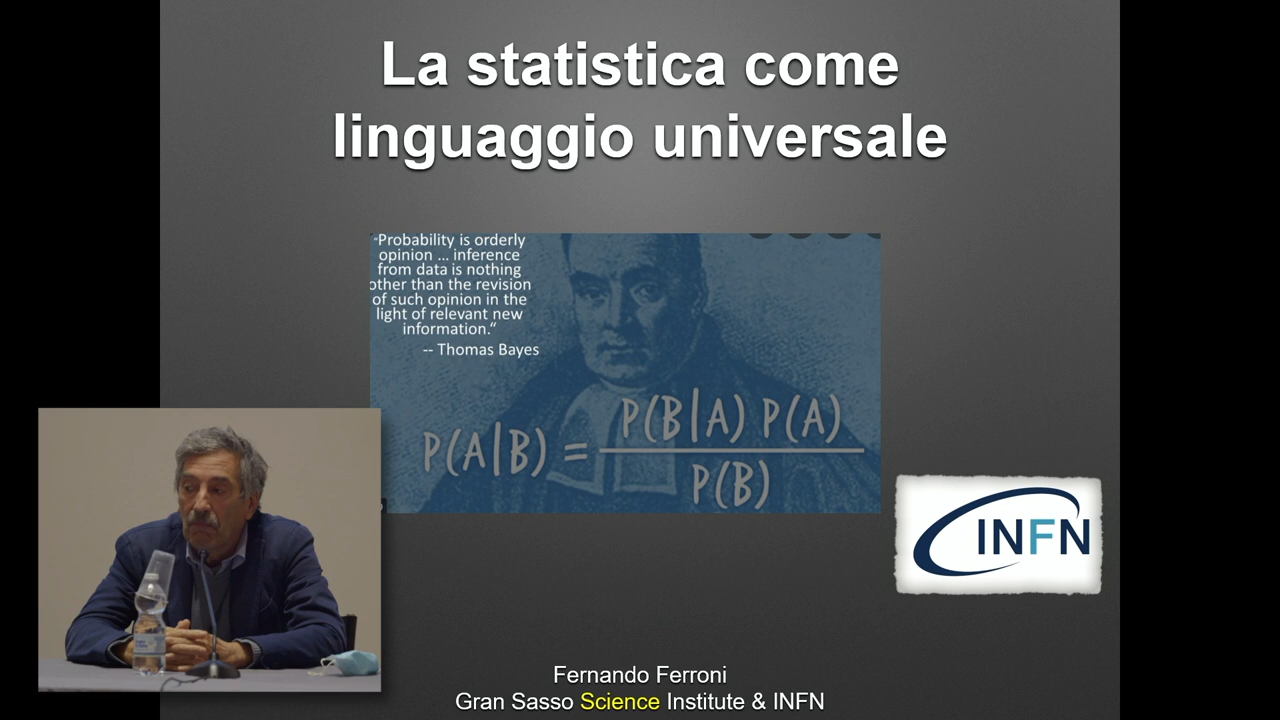 La statistica come
linguaggio universale
“Probability is orderly
opinion ... inference
from data is nothing
other than the revision
of such opinion in the
light of relevant new
information.“
-- Thomas Bayes
P(A|B) = P(B|A) P(A)
P(B)
INFN
Fernando Ferroni
Gran Sasso Science Institute & INFN